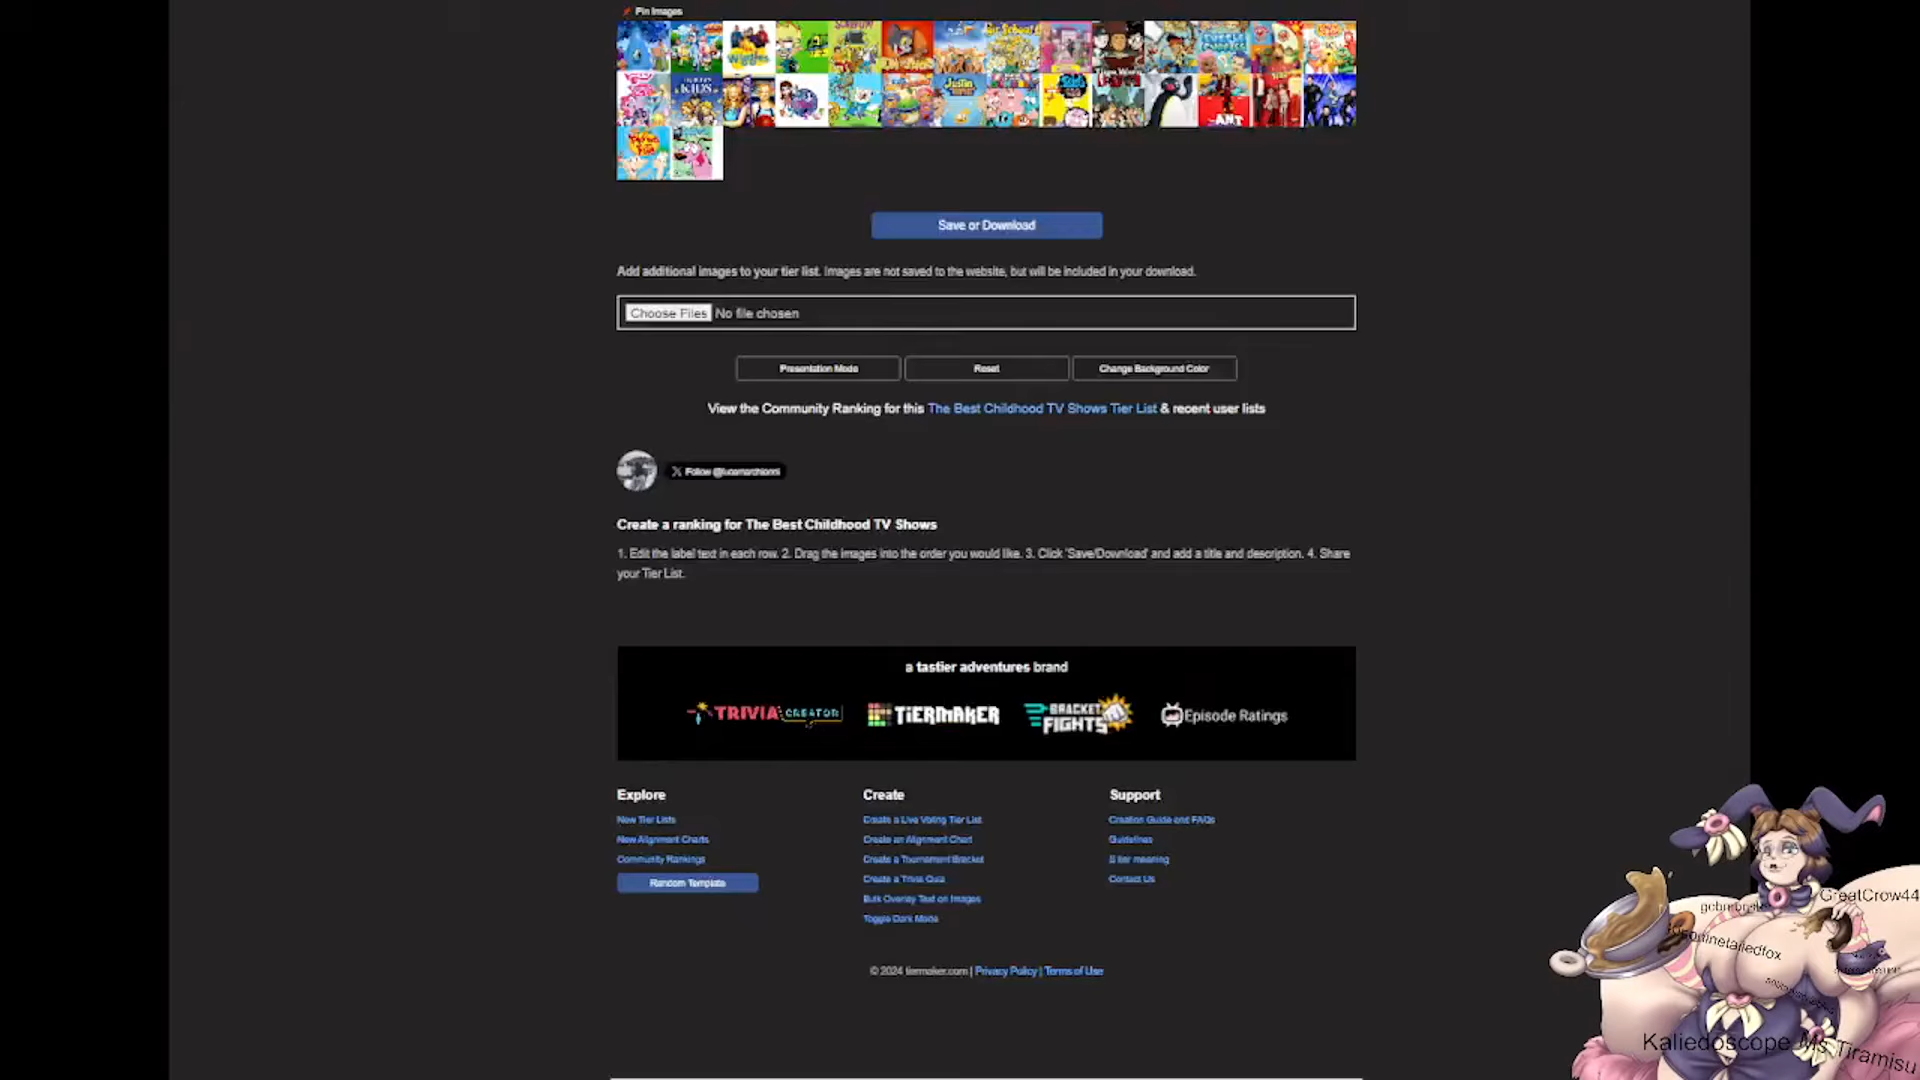 Pin Images
Wiggles
KIDS
Justin
ANT
Save or Download
Add additional images to your tier list. Images are not saved to the website, but will be included in your download.
Choose Files No file chosen
Presentation Mode
Reset
Change Background Color
View the Community Ranking for this The Best Childhood TV Shows Tier List & recent user lists
Follow @lucamarchionni
Create a ranking for The Best Childhood TV Shows
1. Edit the label text in each row. 2. Drag the images into the order you would like. 3. Click 'Save/Download' and add a title and description. 4. Share
your Tier List.
a tastier adventures brand
TRIVIA CREATOR
TIERMAKER
BRACKET
FIGHTS
Episode Ratings
Explore
New Tier Lists
New Alignment Charts
Community Rankings
Random Template
Create
Create a Live Voting Tier List
Create an Alignment Chart
Create a Tournament Bracket
Create a Trivia Quiz
Bulk Overlay Text on Images
Toggle Dark Mode
Support
Creation Guide and FAQs
Guidelines
S tier meaning
Contact Us
© 2024 tiermaker.com | Privacy Policy | Terms of Use
GreatCrow44
Kaliedoscope
Ms Tiramisu